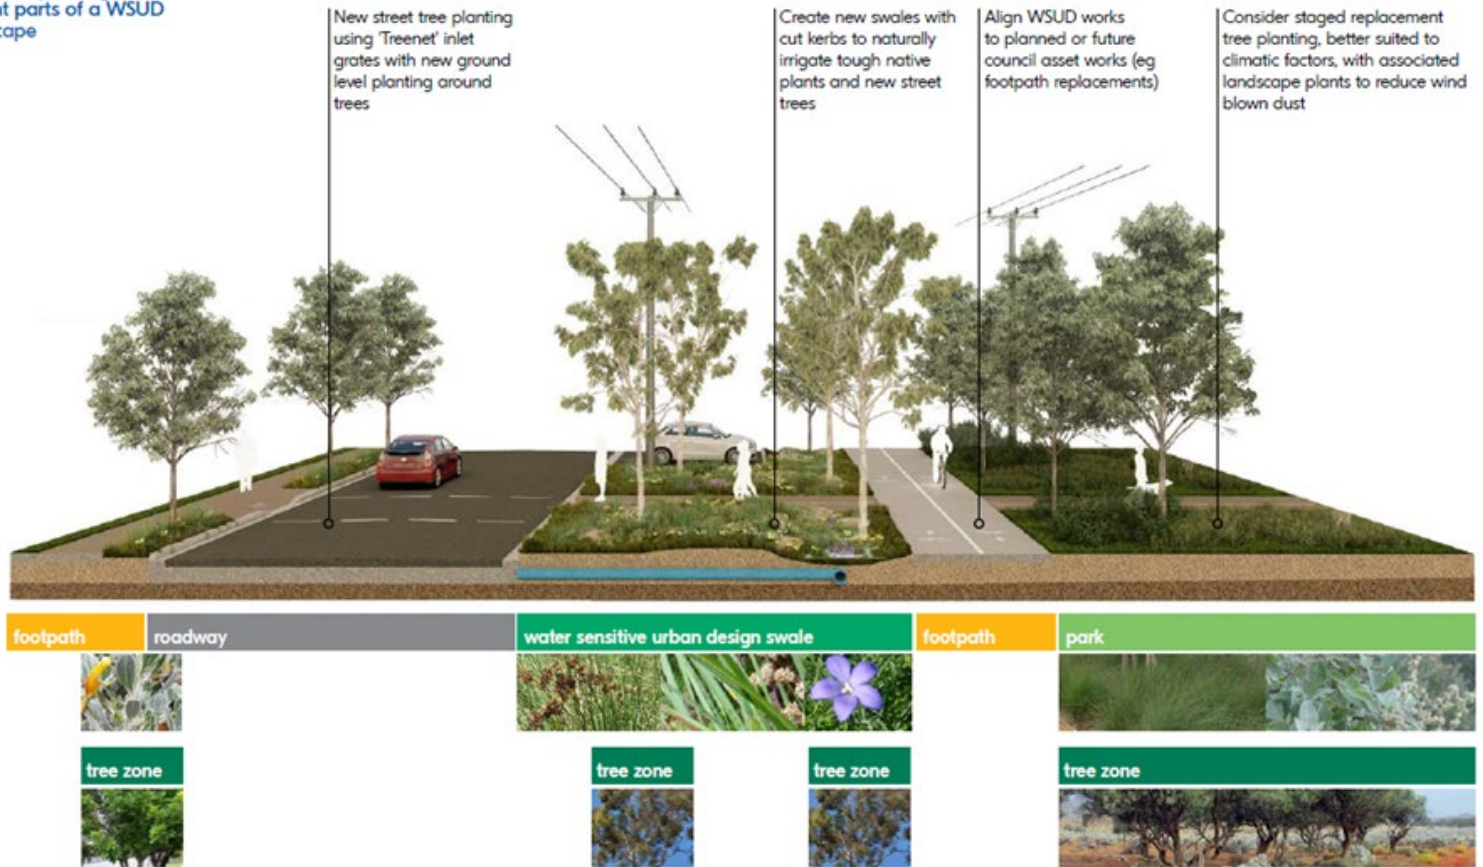 parts of a WSUD
New street tree planting
using 'Treenet' inlet
grates with new ground
level planting around
trees
Create new swales with
cut kerbs to naturally
irrigate tough native
plants and new street
trees
Align WSUD works
to planned or future
council asset works (eg
footpath replacements)
Consider staged replacement
tree planting, better suited to
climatic factors, with associated
landscape plants to reduce wind
blown dust
footpath
roadway
water sensitive urban design swale
footpath
park
tree zone
tree zone
tree zone
tree zone